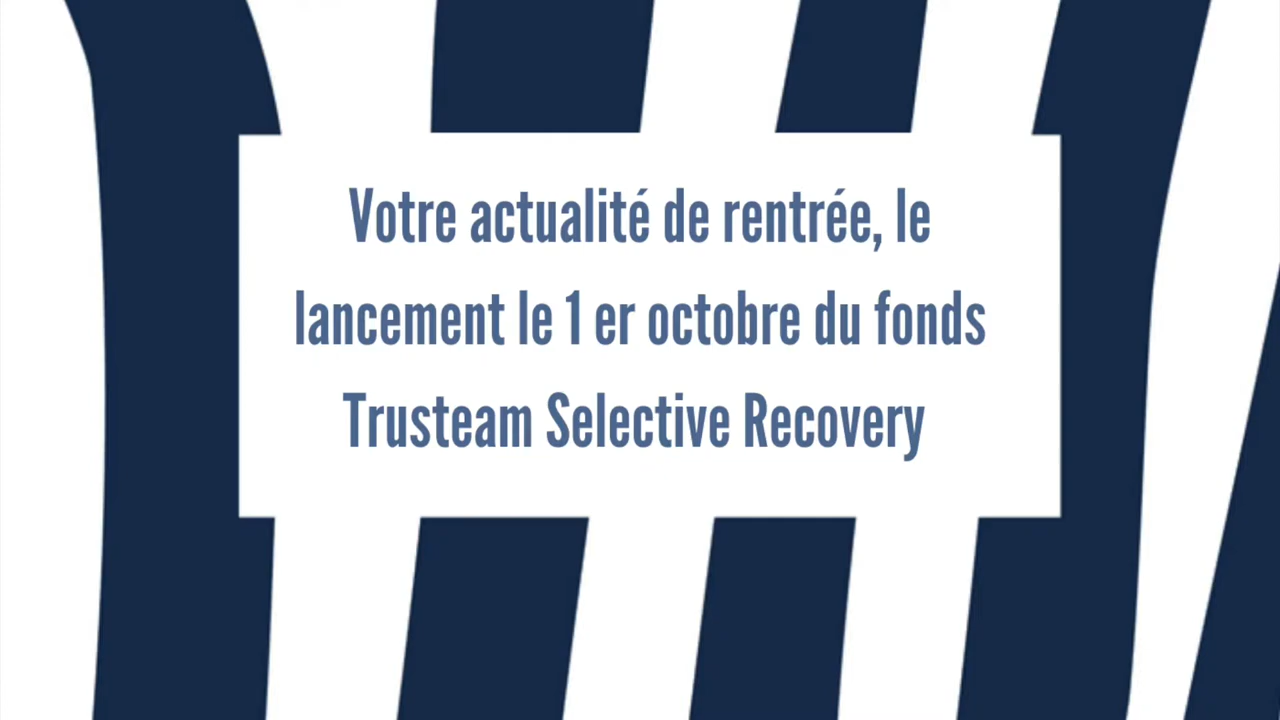 Votre actualité de rentrée, le
lancement le 1 er octobre du fonds
Trusteam Selective Recovery